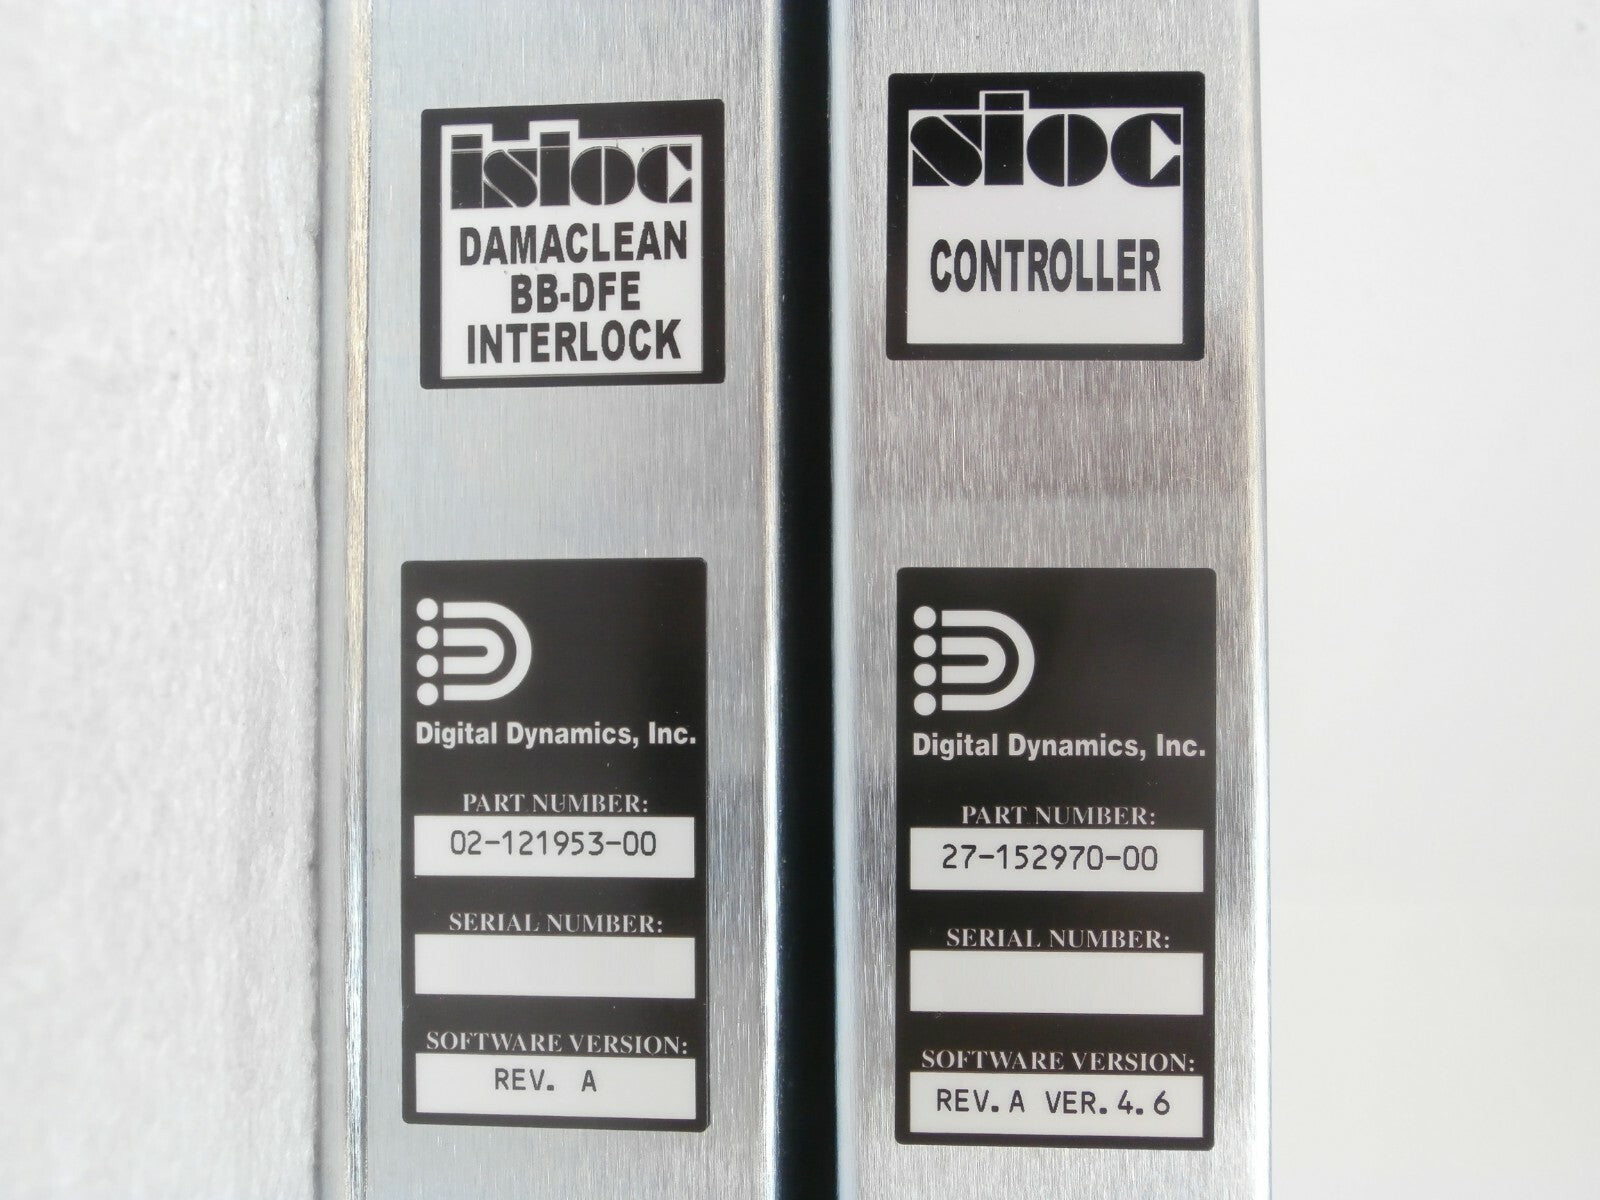 isioc
DAMACLEAN
BB-DFE
INTERLOCK
Digital Dynamics, Inc.
PART NUMBER:
02-121953-00
SERIAL NUMBER:
SOFTWARE VERSION:
REV. A
sioc
CONTROLLER
Digital Dynamics, Inc.
PART NUMBER:
27-152970-00
SERIAL NUMBER:
SOFTWARE VERSION:
REV.A VER.4.6